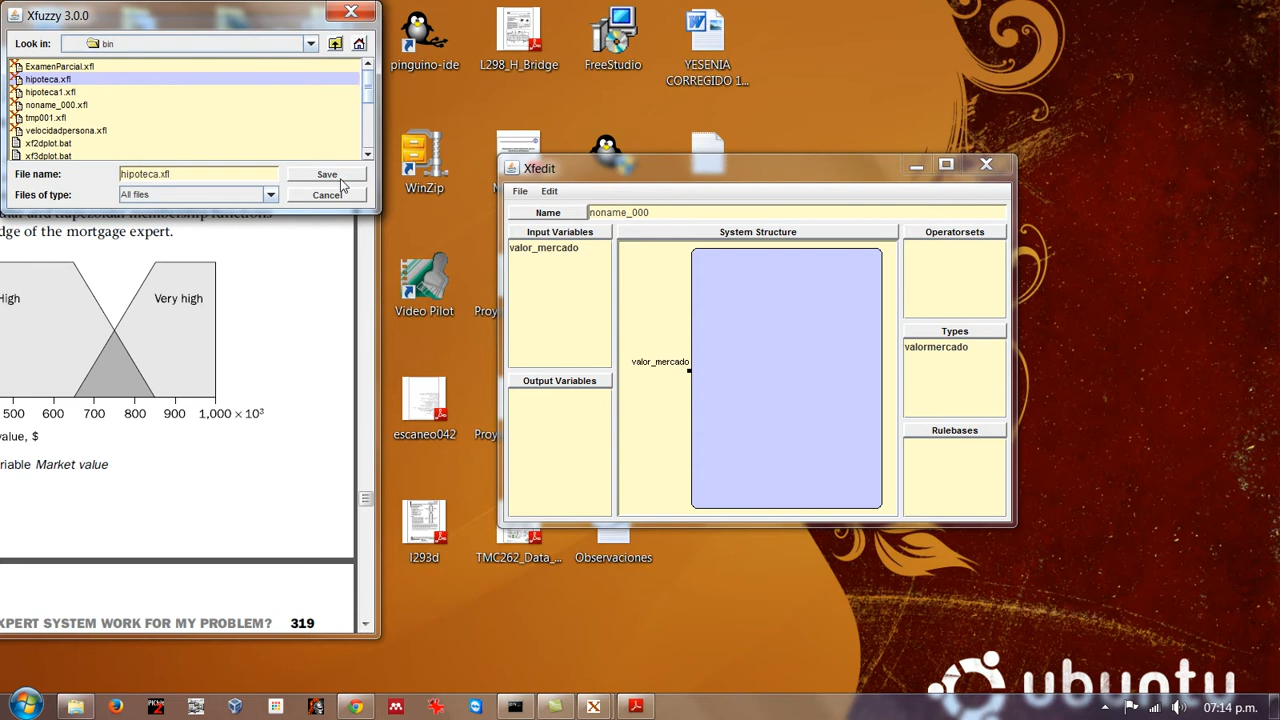 Xfuzzy 3.0.0
Look in:
bin
ExamenParcial.xfl
hipoteca.xfl
hipoteca1.xfl
noname_000.xfl
tmp001.xfl
velocidadpersona.xfl
xf2dplot.bat
xf3dplot.bat
File name:
hipoteca.xfl
Save
Files of type:
All files
Cancel
dge of the mortgage expert.
High
Very high
500 600 700 800 900 1,000 × 10³
value, $
riable Market value
XPERT SYSTEM WORK FOR MY PROBLEM? 319
pinguino-ide
L298_H_Bridge
FreeStudio
YESENIA
CORREGIDO 1...
WinZip
Video Pilot
Proy
escaneo042
Proy
l293d
TMC262_Data_...
Observaciones
Xfedit
File Edit
Name
noname_000
Input Variables
System Structure
Operatorsets
valor_mercado
valor_mercado
Types
valormercado
Output Variables
Rulebases
ubuntu
07:14 p.m.